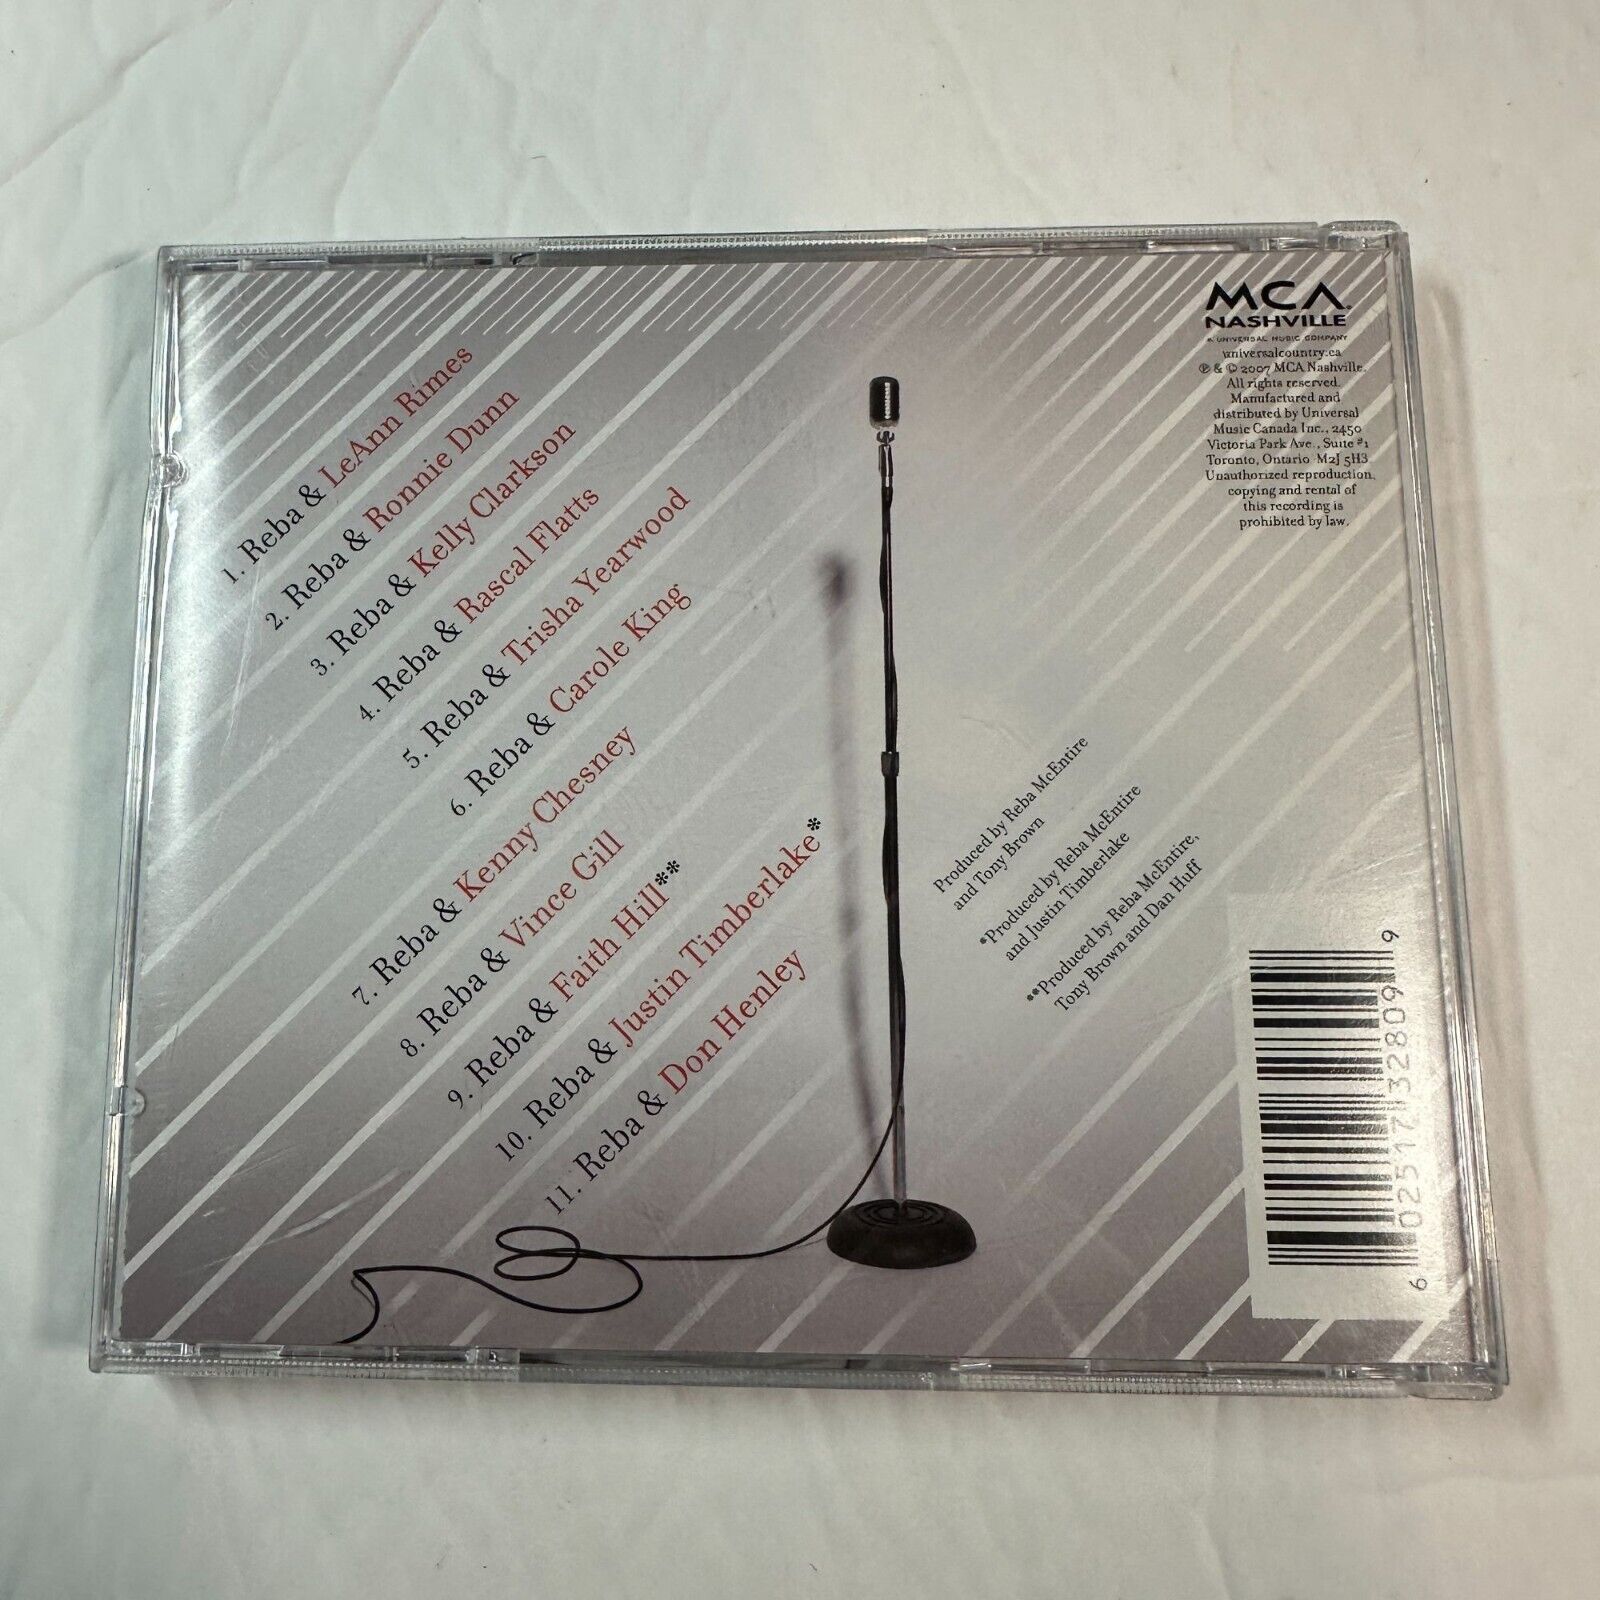 1. Reba & LeAnn Rimes
2. Reba & Ronnie Dunn
3. Reba & Kelly Clarkson
4. Reba & Rascal Flatts
5. Reba & Trisha Yearwood
6. Reba & Carole King
7. Reba & Kenny Chesney
8. Reba & Vince Gill
9. Reba & Faith Hill**
10. Reba & Justin Timberlake*
11. Reba & Don Henley
Produced by Reba McEntire
and Tony Brown
*Produced by Reba McEntire
and Justin Timberlake
**Produced by Reba McEntire,
Tony Brown and Dan Huff
MCA
NASHVILLE
A UNIVERSAL MUSIC COMPANY
universalcountry.ca
℗ & © 2007 MCA Nashville.
All rights reserved.
Manufactured and
distributed by Universal
Music Canada Inc., 2450
Victoria Park Ave., Suite #1
Toronto, Ontario M2J 5H3
Unauthorized reproduction,
copying and rental of
this recording is
prohibited by law.
6 02517 32809 9